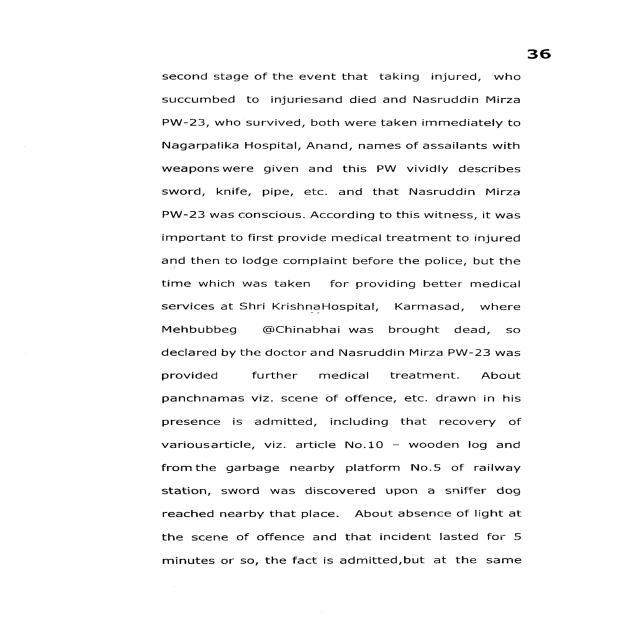 36
second stage of the event that taking injured, who
succumbed to injuriesand died and Nasruddin Mirza
PW-23, who survived, both were taken immediately to
Nagarpalika Hospital, Anand, names of assailants with
weapons were given and this PW vividly describes
sword, knife, pipe, etc. and that Nasruddin Mirza
PW-23 was conscious. According to this witness, it was
important to first provide medical treatment to injured
and then to lodge complaint before the police, but the
time which was taken for providing better medical
services at Shri KrishnaHospital, Karmasad, where
Mehbubbeg @Chinabhai was brought dead, so
declared by the doctor and Nasruddin Mirza PW-23 was
provided further medical treatment. About
panchnamas viz. scene of offence, etc. drawn in his
presence is admitted, including that recovery of
variousarticle, viz. article No.10 – wooden log and
from the garbage nearby platform No.5 of railway
station, sword was discovered upon a sniffer dog
reached nearby that place. About absence of light at
the scene of offence and that incident lasted for 5
minutes or so, the fact is admitted,but at the same